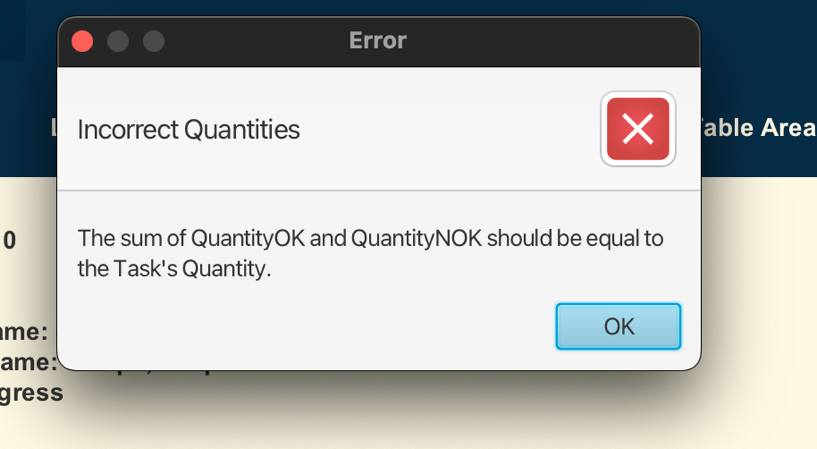 Error
Incorrect Quantities
Table Area
The sum of QuantityOK and QuantityNOK should be equal to
the Task's Quantity.
0
OK
ame:
ame:
gress